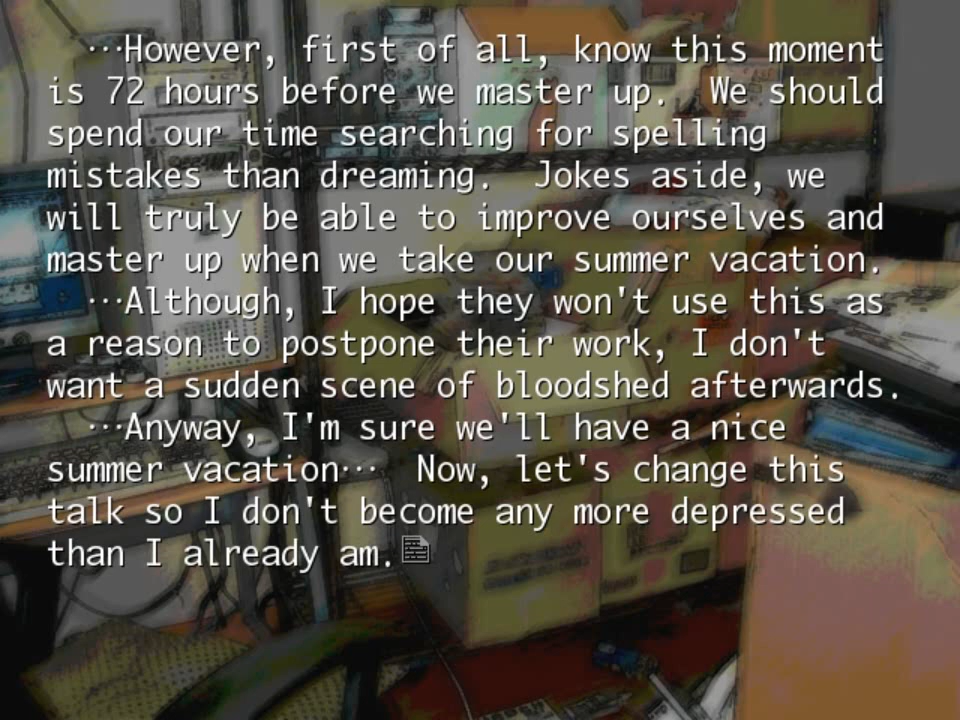 ⋯However, first of all, know this moment
is 72 hours before we master up.  We should
spend our time searching for spelling
mistakes than dreaming.  Jokes aside, we
will truly be able to improve ourselves and
master up when we take our summer vacation.
⋯Although, I hope they won't use this as
a reason to postpone their work, I don't
want a sudden scene of bloodshed afterwards.
⋯Anyway, I'm sure we'll have a nice
summer vacation⋯  Now, let's change this
talk so I don't become any more depressed
than I already am.